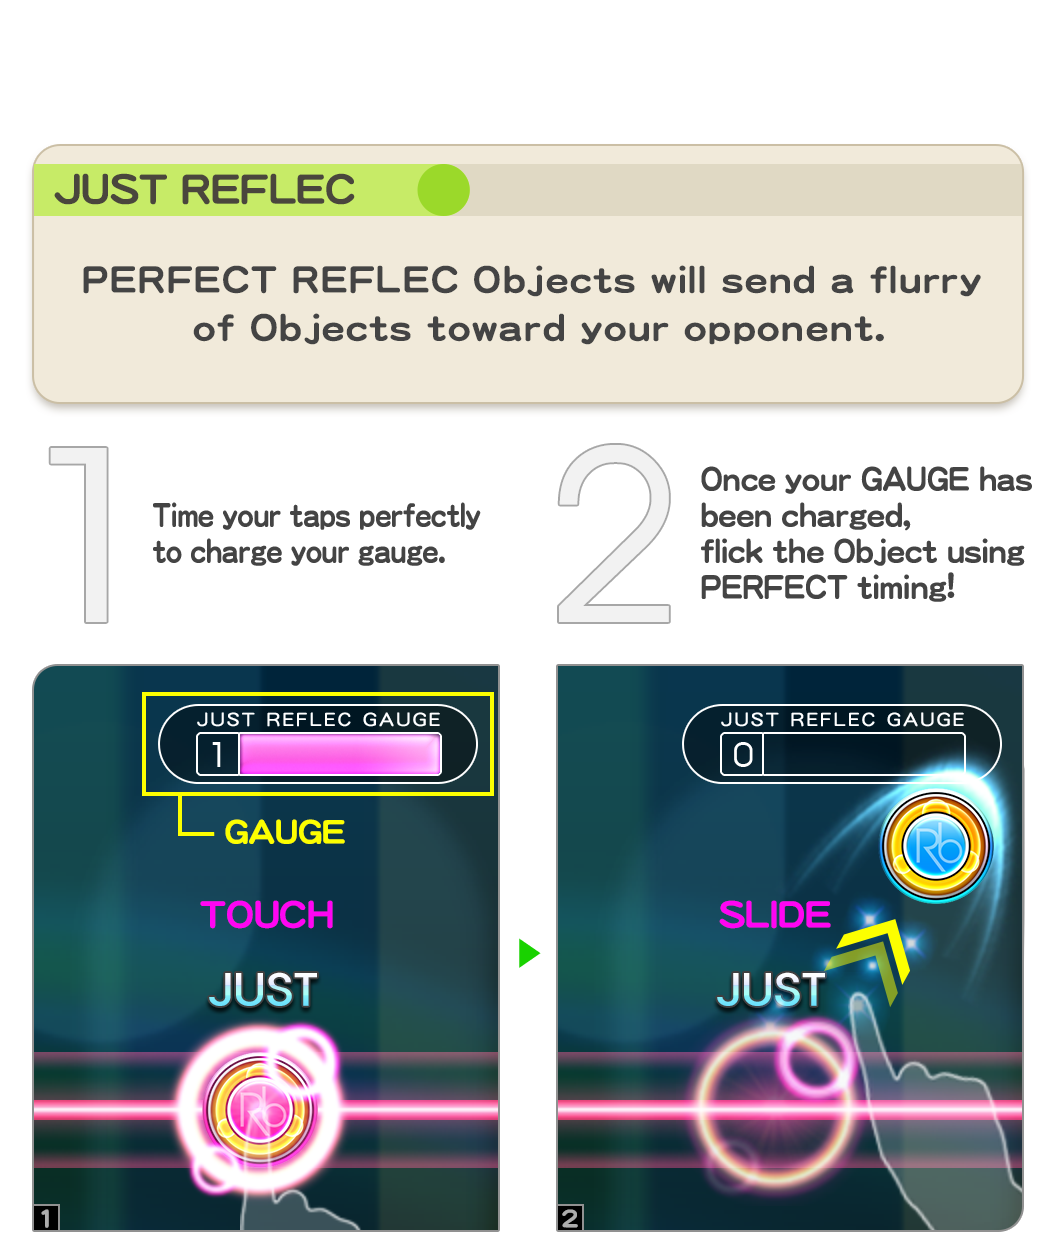 JUST REFLEC
PERFECT REFLEC Objects will send a flurry
of Objects toward your opponent.
1
Time your taps perfectly
to charge your gauge.
2
Once your GAUGE has
been charged,
flick the Object using
PERFECT timing!
JUST REFLEC GAUGE
1
GAUGE
TOUCH
JUST
Rb
1
JUST REFLEC GAUGE
0
Rb
SLIDE
JUST
2